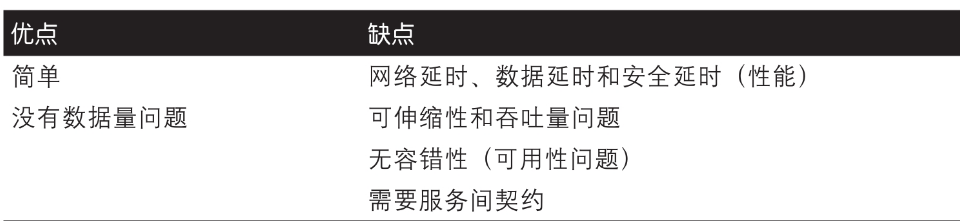 优点 缺点
简单 网络延时、数据延时和安全延时（性能）
没有数据量问题 可伸缩性和吞吐量问题
无容错性（可用性问题）
需要服务间契约